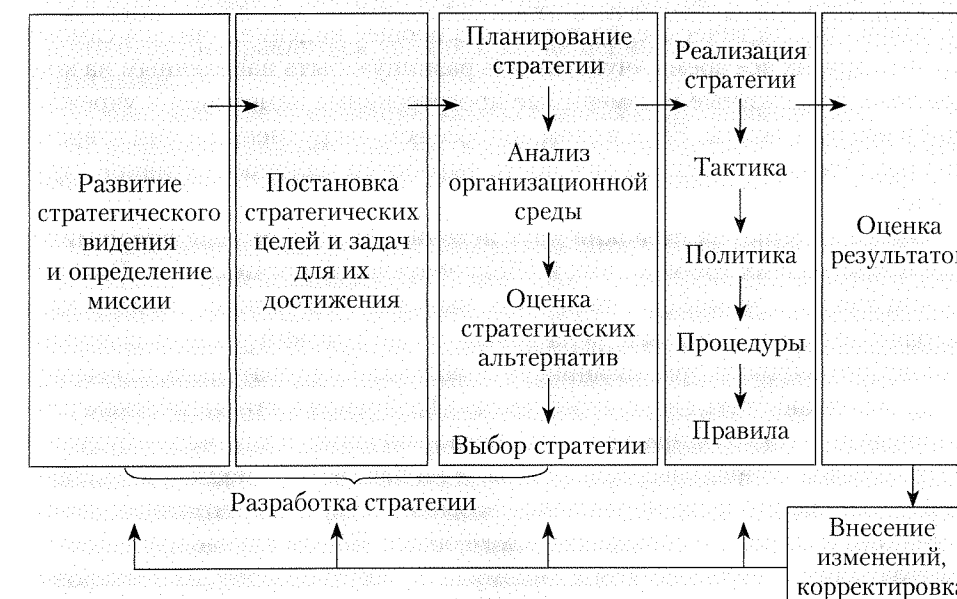 Развитие
стратегического
видения
и определение
миссии
Постановка
стратегических
целей и задач
для их
достижения
Планирование
стратегии
Анализ
организационной
среды
Оценка
стратегических
альтернатив
Выбор стратегии
Реализация
стратегии
Тактика
Политика
Процедуры
Правила
Оценка
результатов
Разработка стратегии
Внесение
изменений,
корректировка